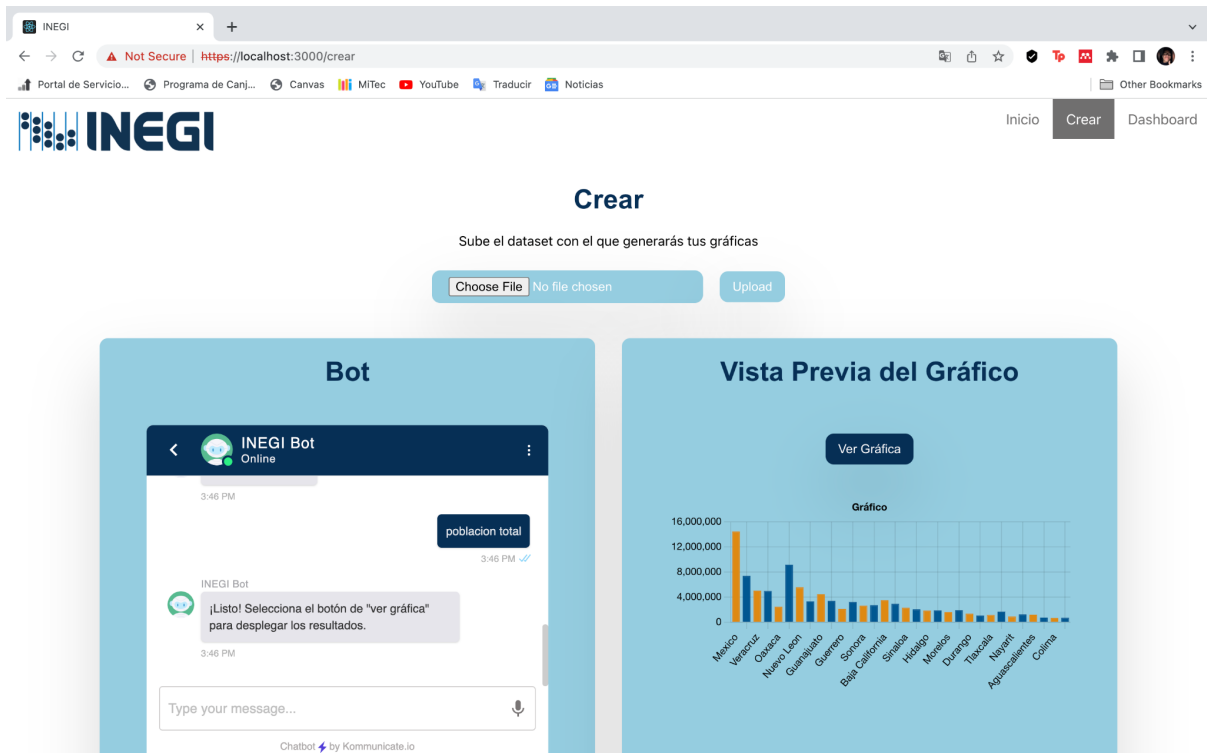 INEGI
Not Secure https://localhost:3000/crear
Portal de Servicio... Programa de Canj... Canvas MiTec YouTube Traducir Noticias Other Bookmarks
INEGI
Inicio Crear Dashboard
Crear
Sube el dataset con el que generarás tus gráficas
Choose File No file chosen Upload
Bot
INEGI Bot
Online
3:46 PM
poblacion total
3:46 PM
INEGI Bot
¡Listo! Selecciona el botón de "ver gráfica"
para desplegar los resultados.
3:46 PM
Type your message...
Chatbot by Kommunicate.io
Vista Previa del Gráfico
Ver Gráfica
Gráfico
16,000,000
12,000,000
8,000,000
4,000,000
0
Mexico
Veracruz
Oaxaca
Nuevo Leon
Guanajuato
Guerrero
Sonora
Baja California
Sinaloa
Hidalgo
Morelos
Durango
Tlaxcala
Nayarit
Aguascalientes
Colima